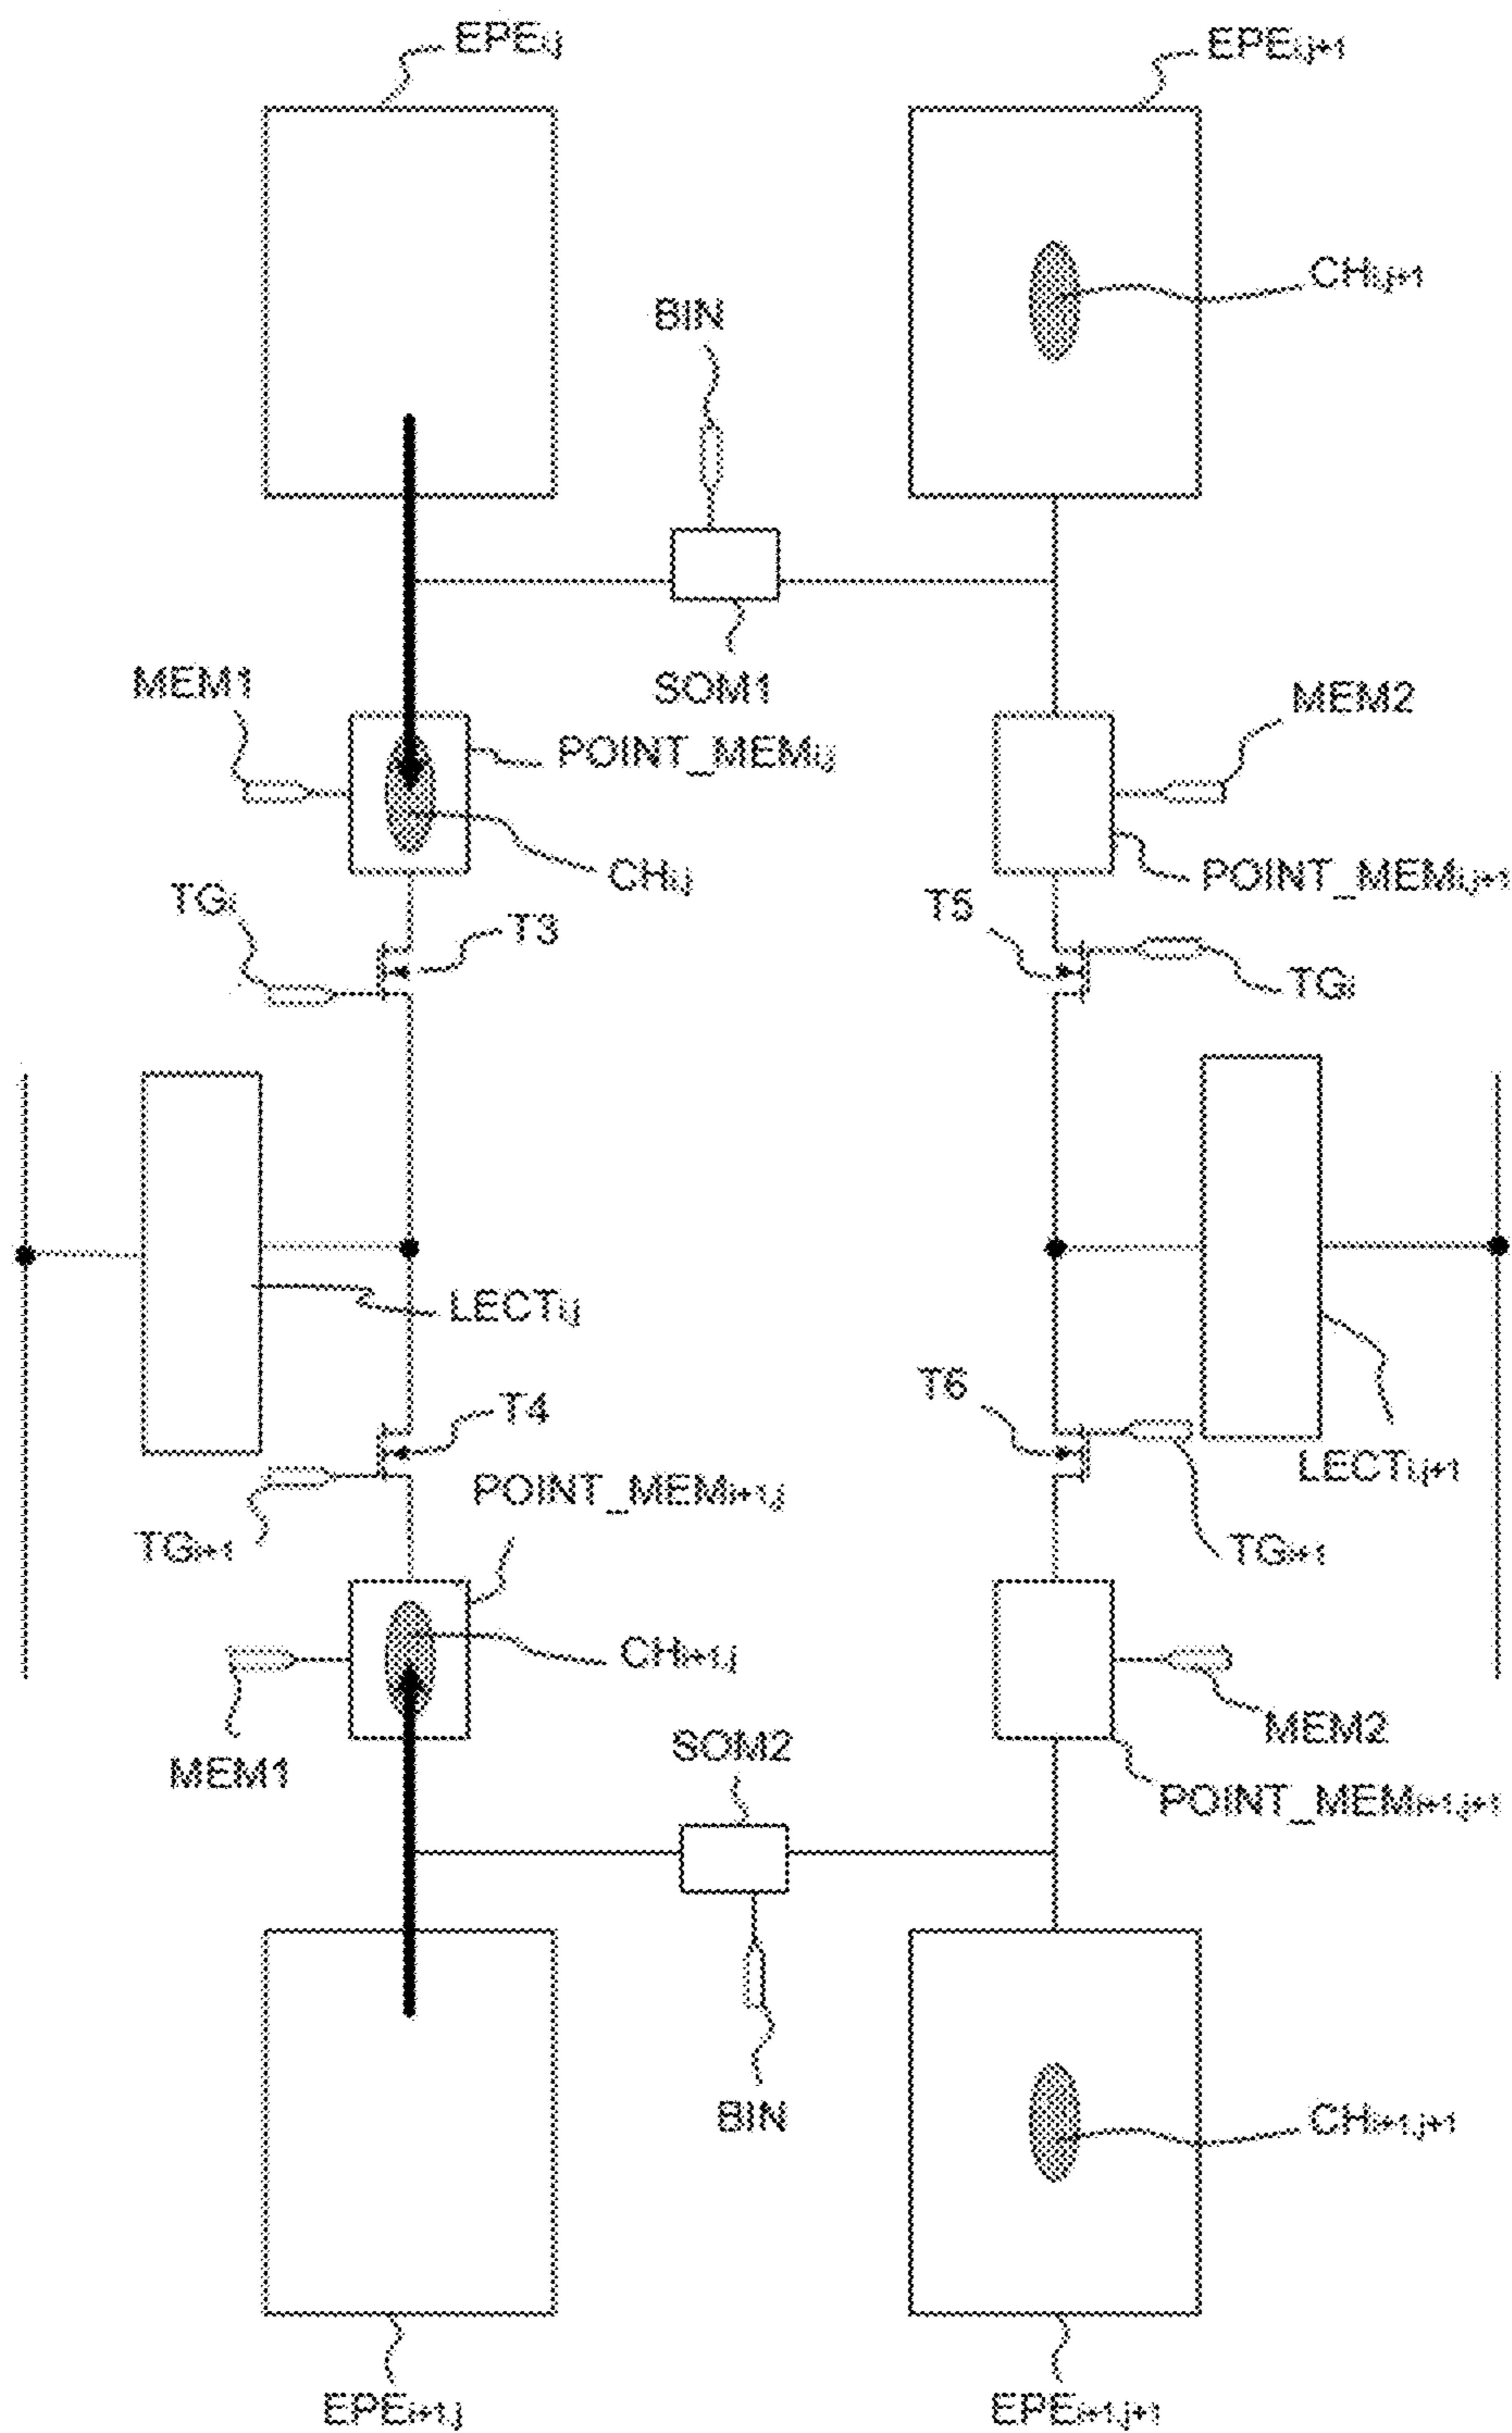 EPEi,j
EPEi,j+1
CHi,j+1
BIN
MEM1
SOM1
MEM2
POINT_MEMi,j
CHi,j
POINT_MEMi,j+1
TGi
T3
T5
TGi
LECTi,j
T4
T6
LECTi,j+1
POINT_MEMi+1,j
TGi+1
TGi+1
CHi+1,j
MEM1
SOM2
MEM2
POINT_MEMi+1,j+1
BIN
CHi+1,j+1
EPEi+1,j
EPEi+1,j+1